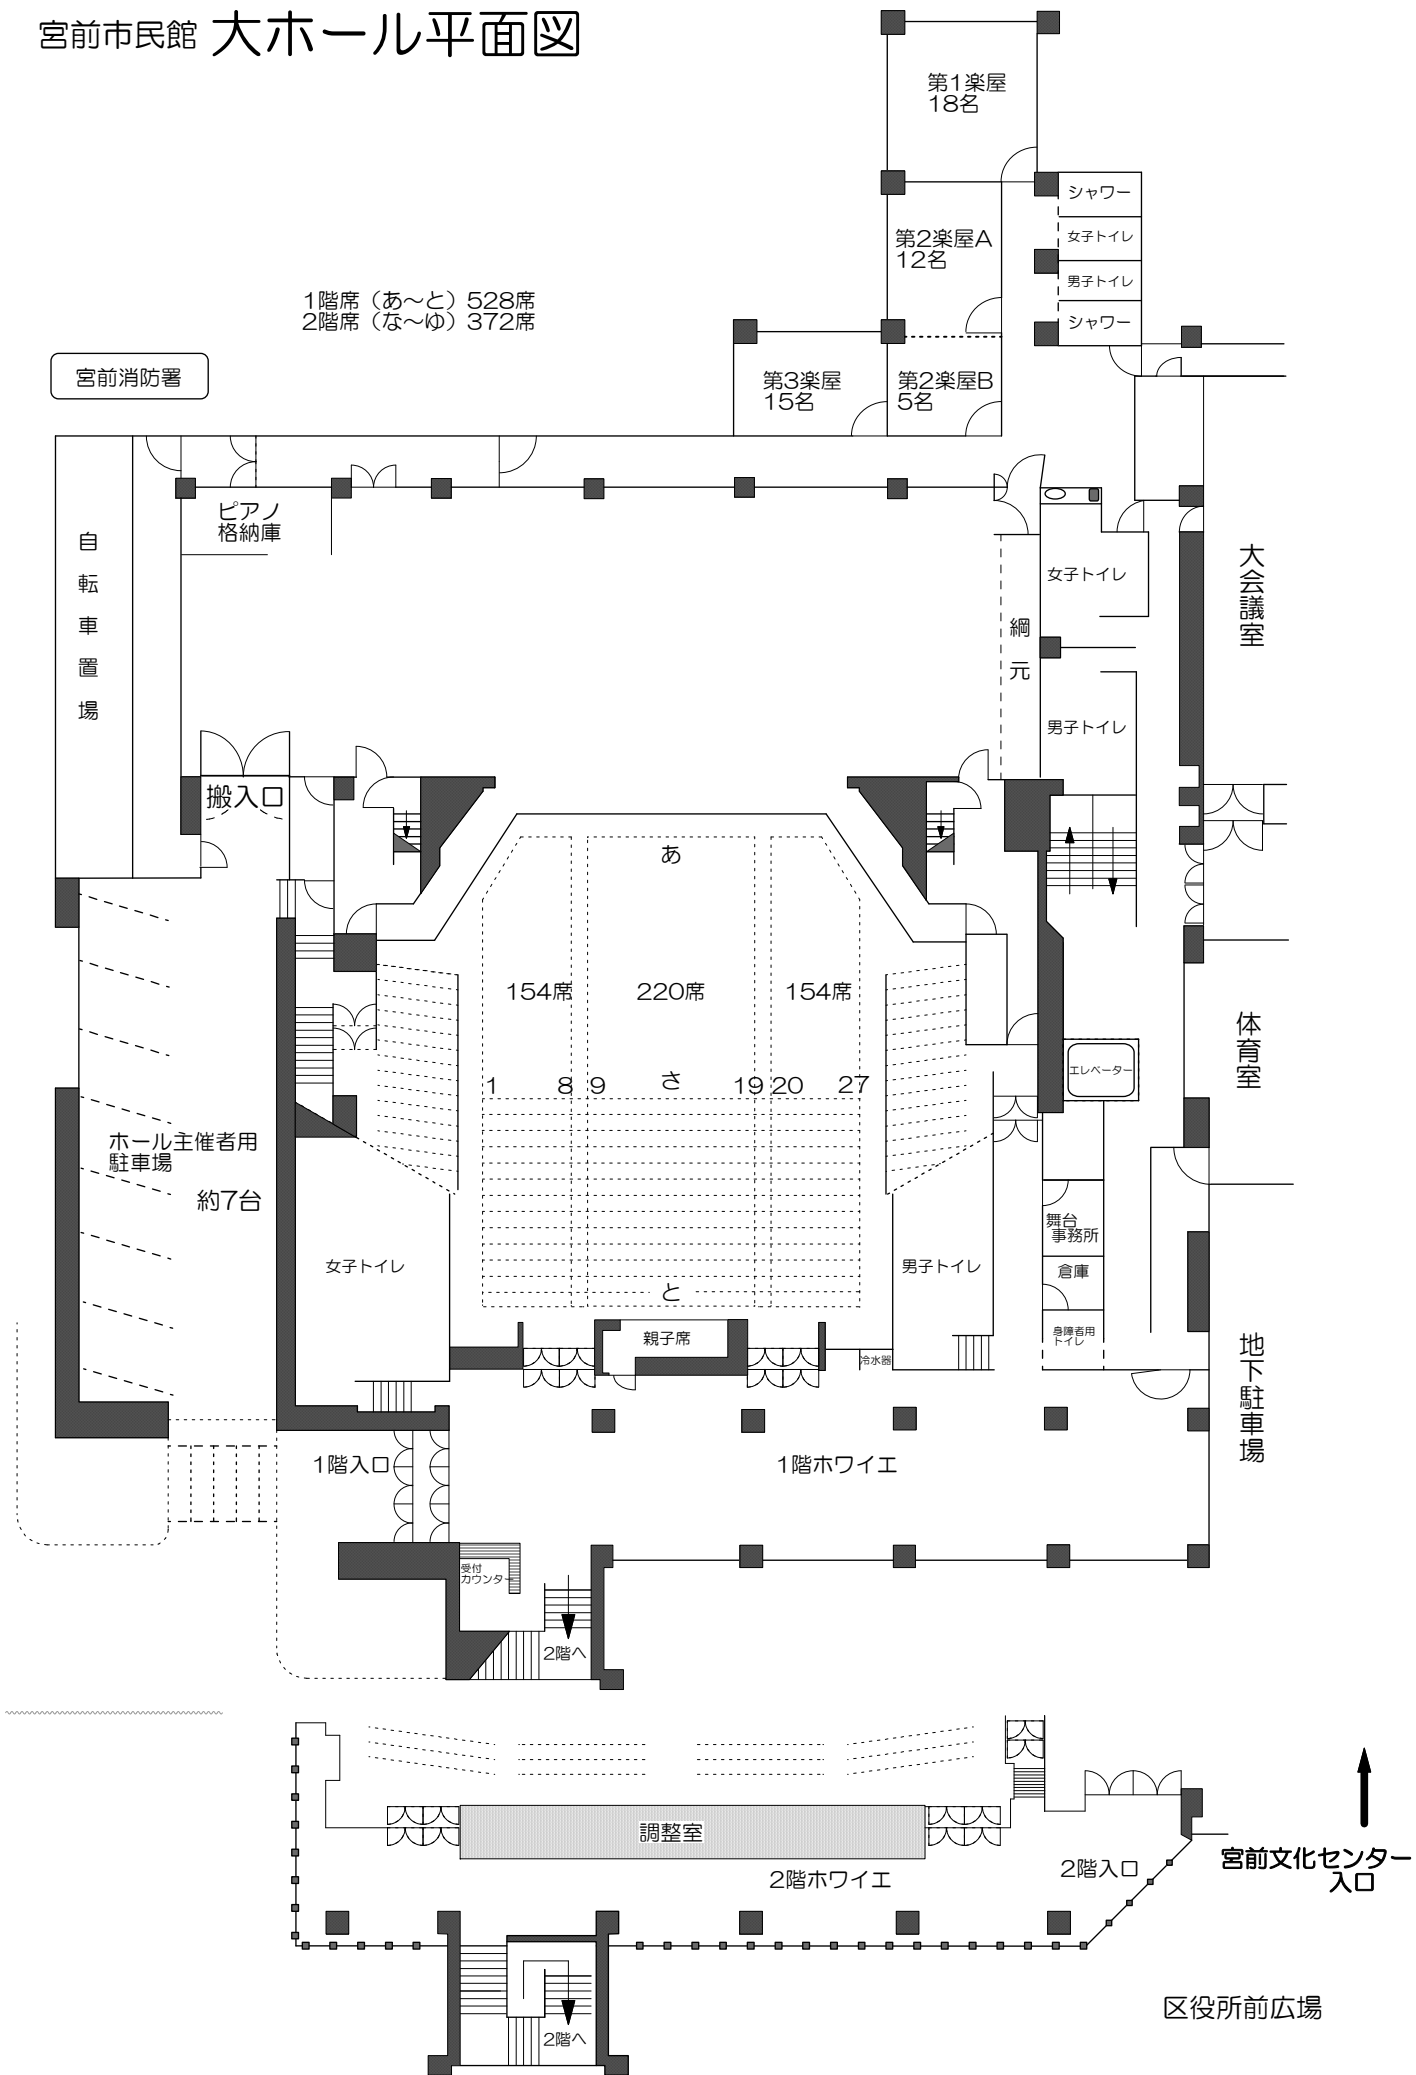 宮前市民館 大ホール平面図
第1楽屋
18名
シャワー
第2楽屋A
12名
女子トイレ
男子トイレ
シャワー
1階席（あ～と）528席
2階席（な～ゆ）372席
宮前消防署
第3楽屋
15名
第2楽屋B
5名
ピアノ
格納庫
自転車置場
女子トイレ
大会議室
綱元
男子トイレ
搬入口
あ
154席
220席
154席
体育室
エレベーター
1
8
9
さ
19
20
27
ホール主催者用
駐車場
約7台
舞台
事務所
女子トイレ
男子トイレ
倉庫
と
身障者用
トイレ
親子席
冷水器
地下駐車場
1階入口
1階ホワイエ
受付
カウンター
2階へ
調整室
2階ホワイエ
2階入口
宮前文化センター
入口
区役所前広場
2階へ